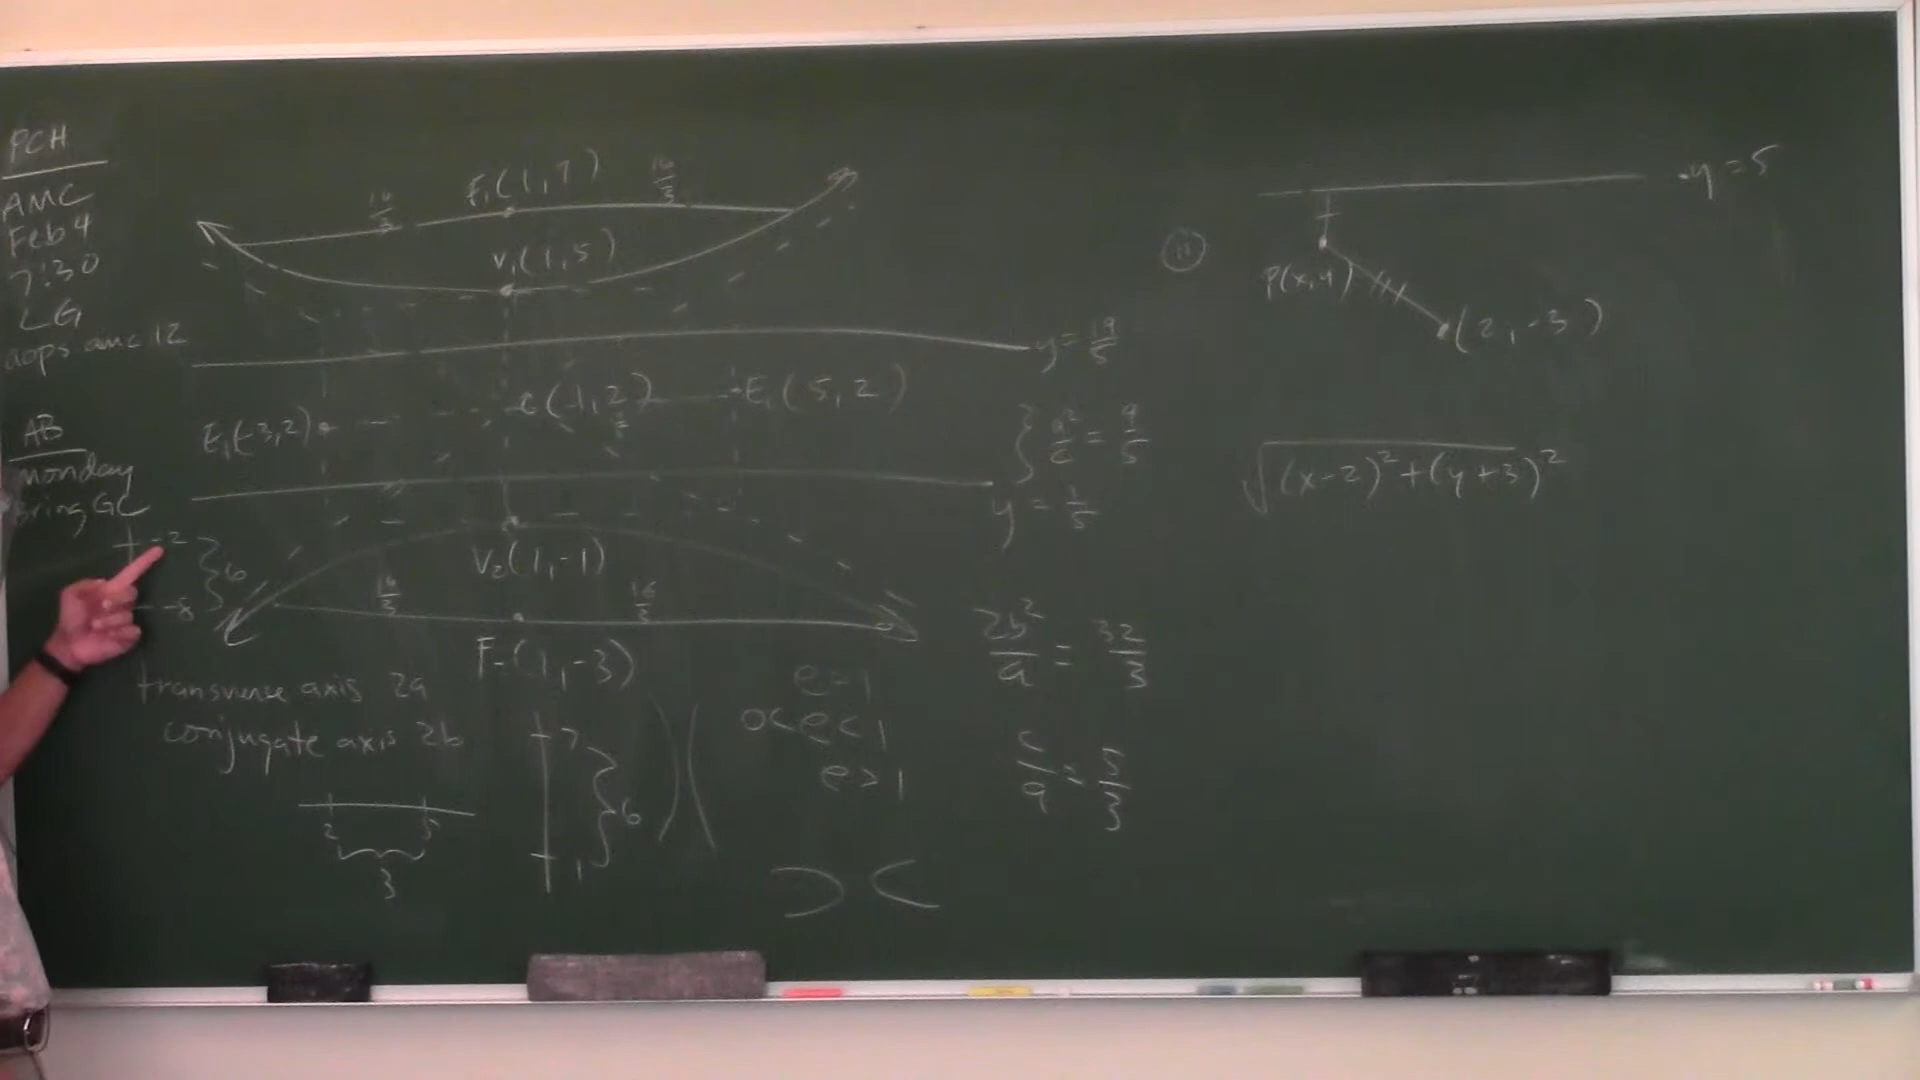 PCH
AMC
Feb 4
7:30
LG
aops amc 12
AB
monday
bring GC
-2
6
-8
F₁(1,7)
16/3
16/3
V₁(1,5)
y = 19/5
C(1,2)
E₁(5,2)
E₁(-3,2)
a²/c = 9/5
y = 1/5
V₂(1,-1)
16/3
16/3
F₂(1,-3)
2b²/a = 32/3
c/a = 5/3
transverse axis 2a
conjugate axis 2b
2 5
3
7
6
1
e=1
0<e<1
e>1
11
y=5
P(x,y)
(2,-3)
√(x-2)²+(y+3)²